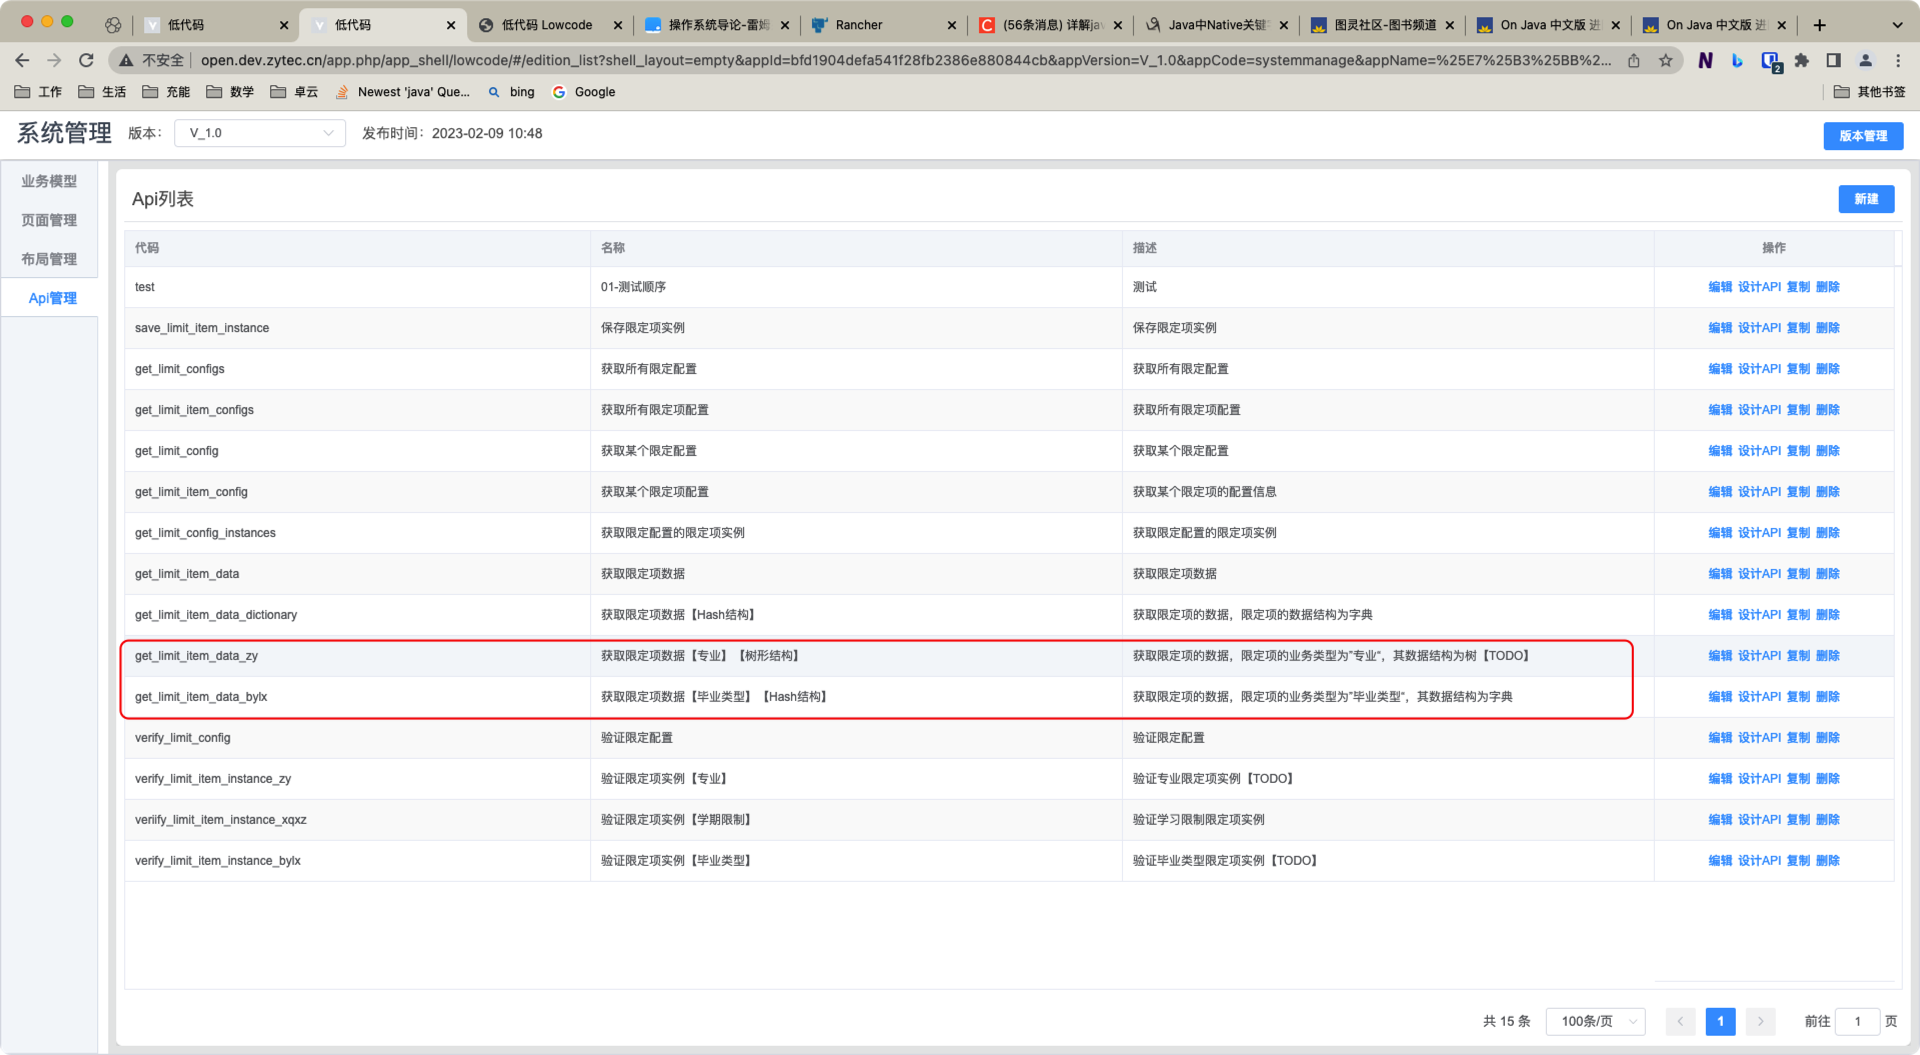 低代码
低代码
低代码 Lowcode
操作系统导论-雷姆
Rancher
(56条消息) 详解ja
Java中Native关键
图灵社区-图书频道
On Java 中文版 进
On Java 中文版 进
不安全
open.dev.zytec.cn/app.php/app_shell/lowcode/#/edition_list?shell_layout=empty&appId=bfd1904defa541f28fb2386e880844cb&appVersion=V_1.0&appCode=systemmanage&appName=%25E7%25B3%25BB%2...
2
工作
生活
充能
数学
卓云
Newest 'java' Que...
bing
Google
其他书签
系统管理
版本：
V_1.0
发布时间：2023-02-09 10:48
版本管理
业务模型
页面管理
布局管理
Api管理
Api列表
新建
代码 名称 描述 操作
test 01-测试顺序 测试 编辑 设计API 复制 删除
save_limit_item_instance 保存限定项实例 保存限定项实例 编辑 设计API 复制 删除
get_limit_configs 获取所有限定配置 获取所有限定配置 编辑 设计API 复制 删除
get_limit_item_configs 获取所有限定项配置 获取所有限定项配置 编辑 设计API 复制 删除
get_limit_config 获取某个限定配置 获取某个限定配置 编辑 设计API 复制 删除
get_limit_item_config 获取某个限定项配置 获取某个限定项的配置信息 编辑 设计API 复制 删除
get_limit_config_instances 获取限定配置的限定项实例 获取限定配置的限定项实例 编辑 设计API 复制 删除
get_limit_item_data 获取限定项数据 获取限定项数据 编辑 设计API 复制 删除
get_limit_item_data_dictionary 获取限定项数据【Hash结构】 获取限定项的数据，限定项的数据结构为字典 编辑 设计API 复制 删除
get_limit_item_data_zy 获取限定项数据【专业】【树形结构】 获取限定项的数据，限定项的业务类型为"专业"，其数据结构为树【TODO】 编辑 设计API 复制 删除
get_limit_item_data_bylx 获取限定项数据【毕业类型】【Hash结构】 获取限定项的数据，限定项的业务类型为"毕业类型"，其数据结构为字典 编辑 设计API 复制 删除
verify_limit_config 验证限定配置 验证限定配置 编辑 设计API 复制 删除
verify_limit_item_instance_zy 验证限定项实例【专业】 验证专业限定项实例【TODO】 编辑 设计API 复制 删除
veriify_limit_item_instance_xqxz 验证限定项实例【学期限制】 验证学习限制限定项实例 编辑 设计API 复制 删除
verify_limit_item_instance_bylx 验证限定项实例【毕业类型】 验证毕业类型限定项实例【TODO】 编辑 设计API 复制 删除
共 15 条 100条/页 1 前往 1 页